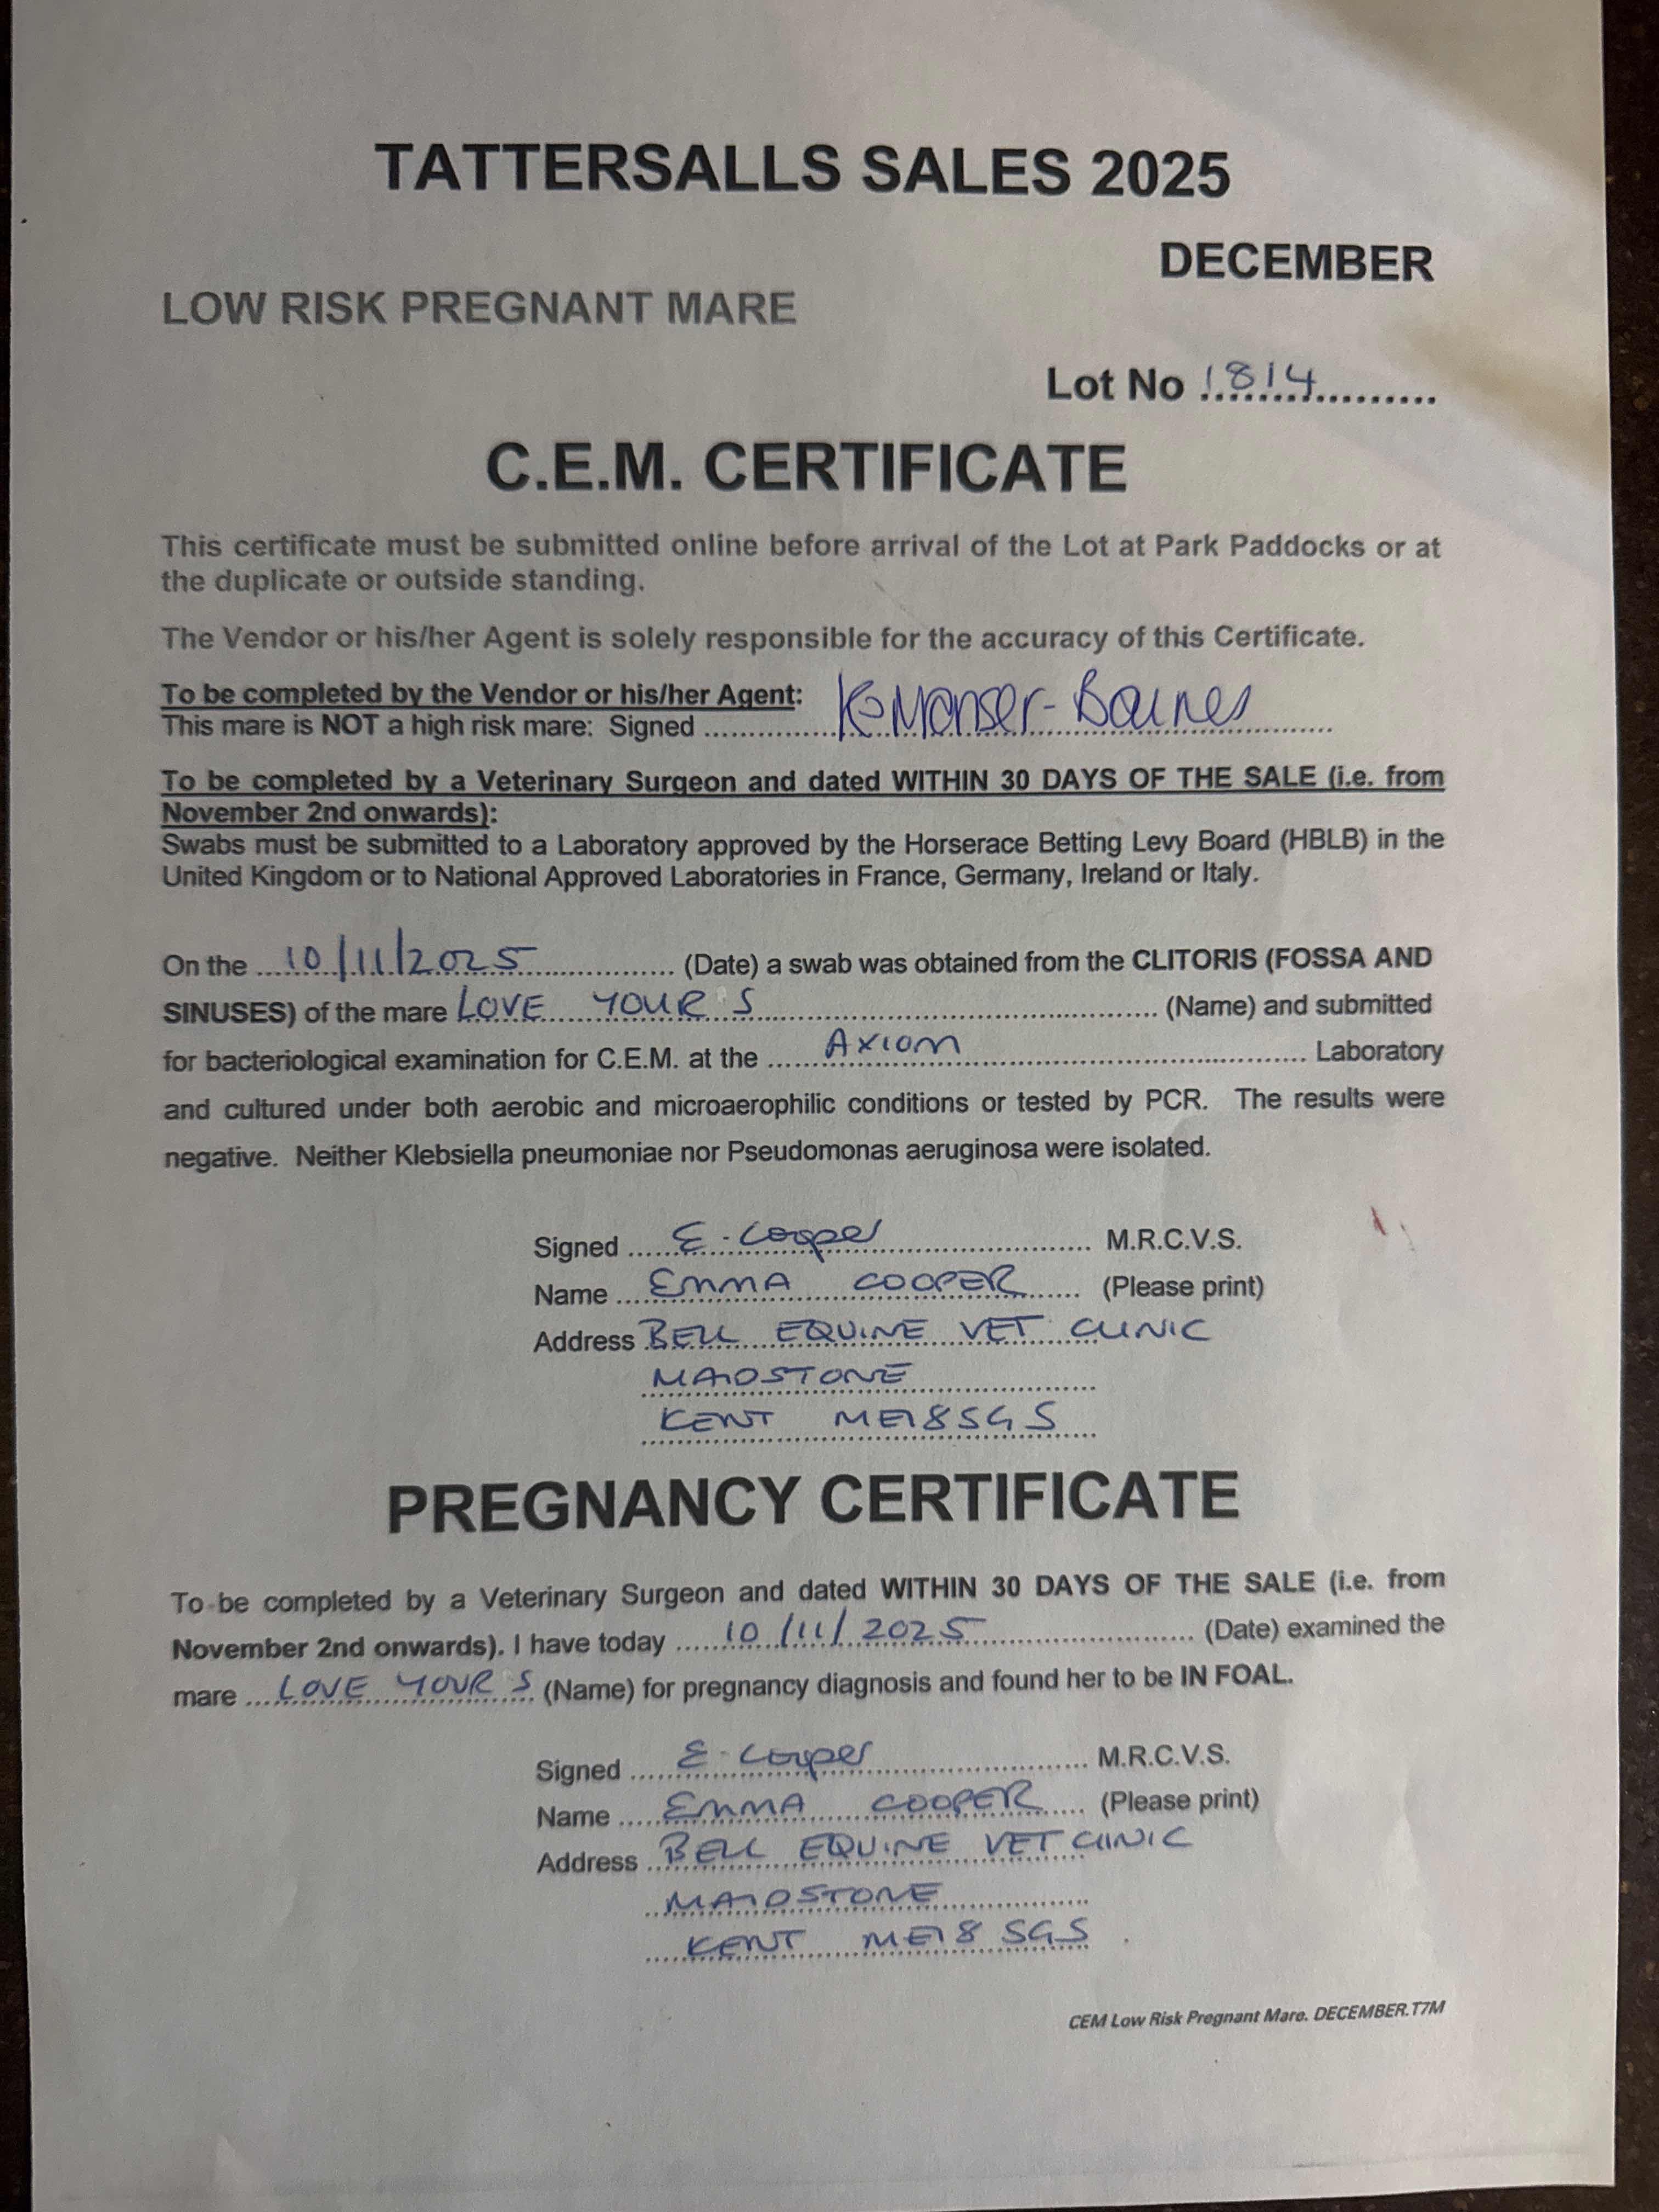 TATTERSALLS SALES 2025
DECEMBER
LOW RISK PREGNANT MARE
Lot No 1814
C.E.M. CERTIFICATE
This certificate must be submitted online before arrival of the Lot at Park Paddocks or at
the duplicate or outside standing.
The Vendor or his/her Agent is solely responsible for the accuracy of this Certificate.
To be completed by the Vendor or his/her Agent:
This mare is NOT a high risk mare: Signed K Manser-Baines
To be completed by a Veterinary Surgeon and dated WITHIN 30 DAYS OF THE SALE (i.e. from
November 2nd onwards):
Swabs must be submitted to a Laboratory approved by the Horserace Betting Levy Board (HBLB) in the
United Kingdom or to National Approved Laboratories in France, Germany, Ireland or Italy.
On the 10/11/2025 (Date) a swab was obtained from the CLITORIS (FOSSA AND
SINUSES) of the mare LOVE YOUR S (Name) and submitted
for bacteriological examination for C.E.M. at the Axiom Laboratory
and cultured under both aerobic and microaerophilic conditions or tested by PCR. The results were
negative. Neither Klebsiella pneumoniae nor Pseudomonas aeruginosa were isolated.
Signed E. Cooper M.R.C.V.S.
Name EMMA COOPER (Please print)
Address BELL EQUINE VET CLINIC
MAIDSTONE
KENT ME18 5GS
PREGNANCY CERTIFICATE
To be completed by a Veterinary Surgeon and dated WITHIN 30 DAYS OF THE SALE (i.e. from
November 2nd onwards). I have today 10/11/2025 (Date) examined the
mare LOVE YOUR S (Name) for pregnancy diagnosis and found her to be IN FOAL.
Signed E. Cooper M.R.C.V.S.
Name EMMA COOPER (Please print)
Address BELL EQUINE VET CLINIC
MAIDSTONE
KENT ME18 5GS
CEM Low Risk Pregnant Mare. DECEMBER.T7M